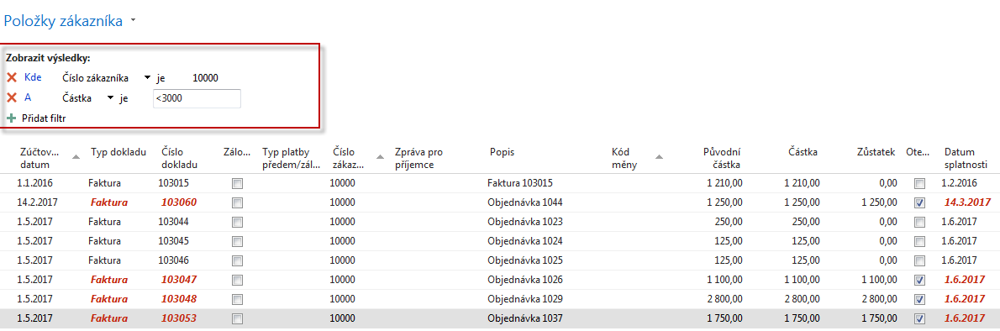 Položky zákazníka
Zobrazit výsledky:
Kde Číslo zákazníka je 10000
A Částka je <3000
Přidat filtr
Zúčtov... Typ dokladu Číslo Zálo... Typ platby Číslo Zpráva pro Popis Kód Původní Částka Zůstatek Ote... Datum
datum dokladu předem/zál... zákaz... příjemce měny částka splatnosti
1.1.2016 Faktura 103015 10000 Faktura 103015 1 210,00 1 210,00 0,00 1.2.2016
14.2.2017 Faktura 103060 10000 Objednávka 1044 1 250,00 1 250,00 1 250,00 14.3.2017
1.5.2017 Faktura 103044 10000 Objednávka 1023 250,00 250,00 0,00 1.6.2017
1.5.2017 Faktura 103045 10000 Objednávka 1024 125,00 125,00 0,00 1.6.2017
1.5.2017 Faktura 103046 10000 Objednávka 1025 125,00 125,00 0,00 1.6.2017
1.5.2017 Faktura 103047 10000 Objednávka 1026 1 100,00 1 100,00 1 100,00 1.6.2017
1.5.2017 Faktura 103048 10000 Objednávka 1029 2 800,00 2 800,00 2 800,00 1.6.2017
1.5.2017 Faktura 103053 10000 Objednávka 1037 1 750,00 1 750,00 1 750,00 1.6.2017